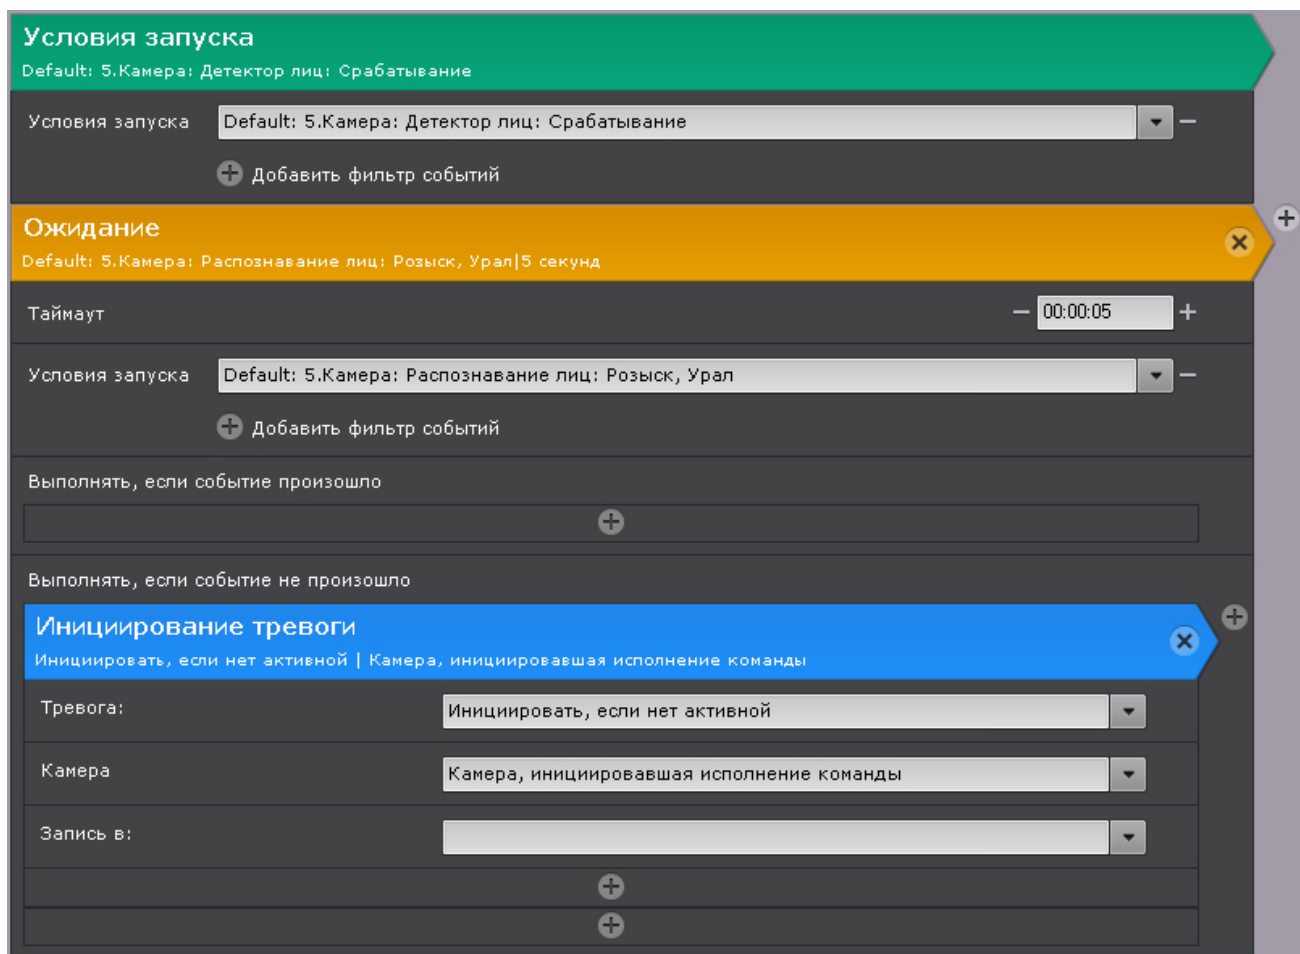 Условия запуска
Default: 5.Камера: Детектор лиц: Срабатывание
Условия запуска Default: 5.Камера: Детектор лиц: Срабатывание
Добавить фильтр событий
Ожидание
Default: 5.Камера: Распознавание лиц: Розыск, Урал|5 секунд
Таймаут 00:00:05
Условия запуска Default: 5.Камера: Распознавание лиц: Розыск, Урал
Добавить фильтр событий
Выполнять, если событие произошло
Выполнять, если событие не произошло
Инициирование тревоги
Инициировать, если нет активной | Камера, инициировавшая исполнение команды
Тревога: Инициировать, если нет активной
Камера Камера, инициировавшая исполнение команды
Запись в: